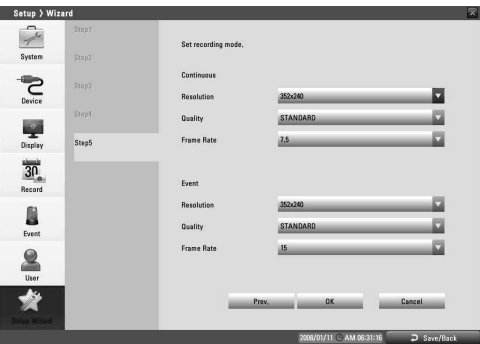 Setup > Wizard
System
Device
Display
30
Record
Event
User
Setup Wizard
Step1
Step2
Step3
Step4
Step5
Set recording mode.
Continuous
Resolution 352x240
Quality STANDARD
Frame Rate 7.5
Event
Resolution 352x240
Quality STANDARD
Frame Rate 15
Prev. OK Cancel
2008/01/11 AM 06:31:16 Save/Back